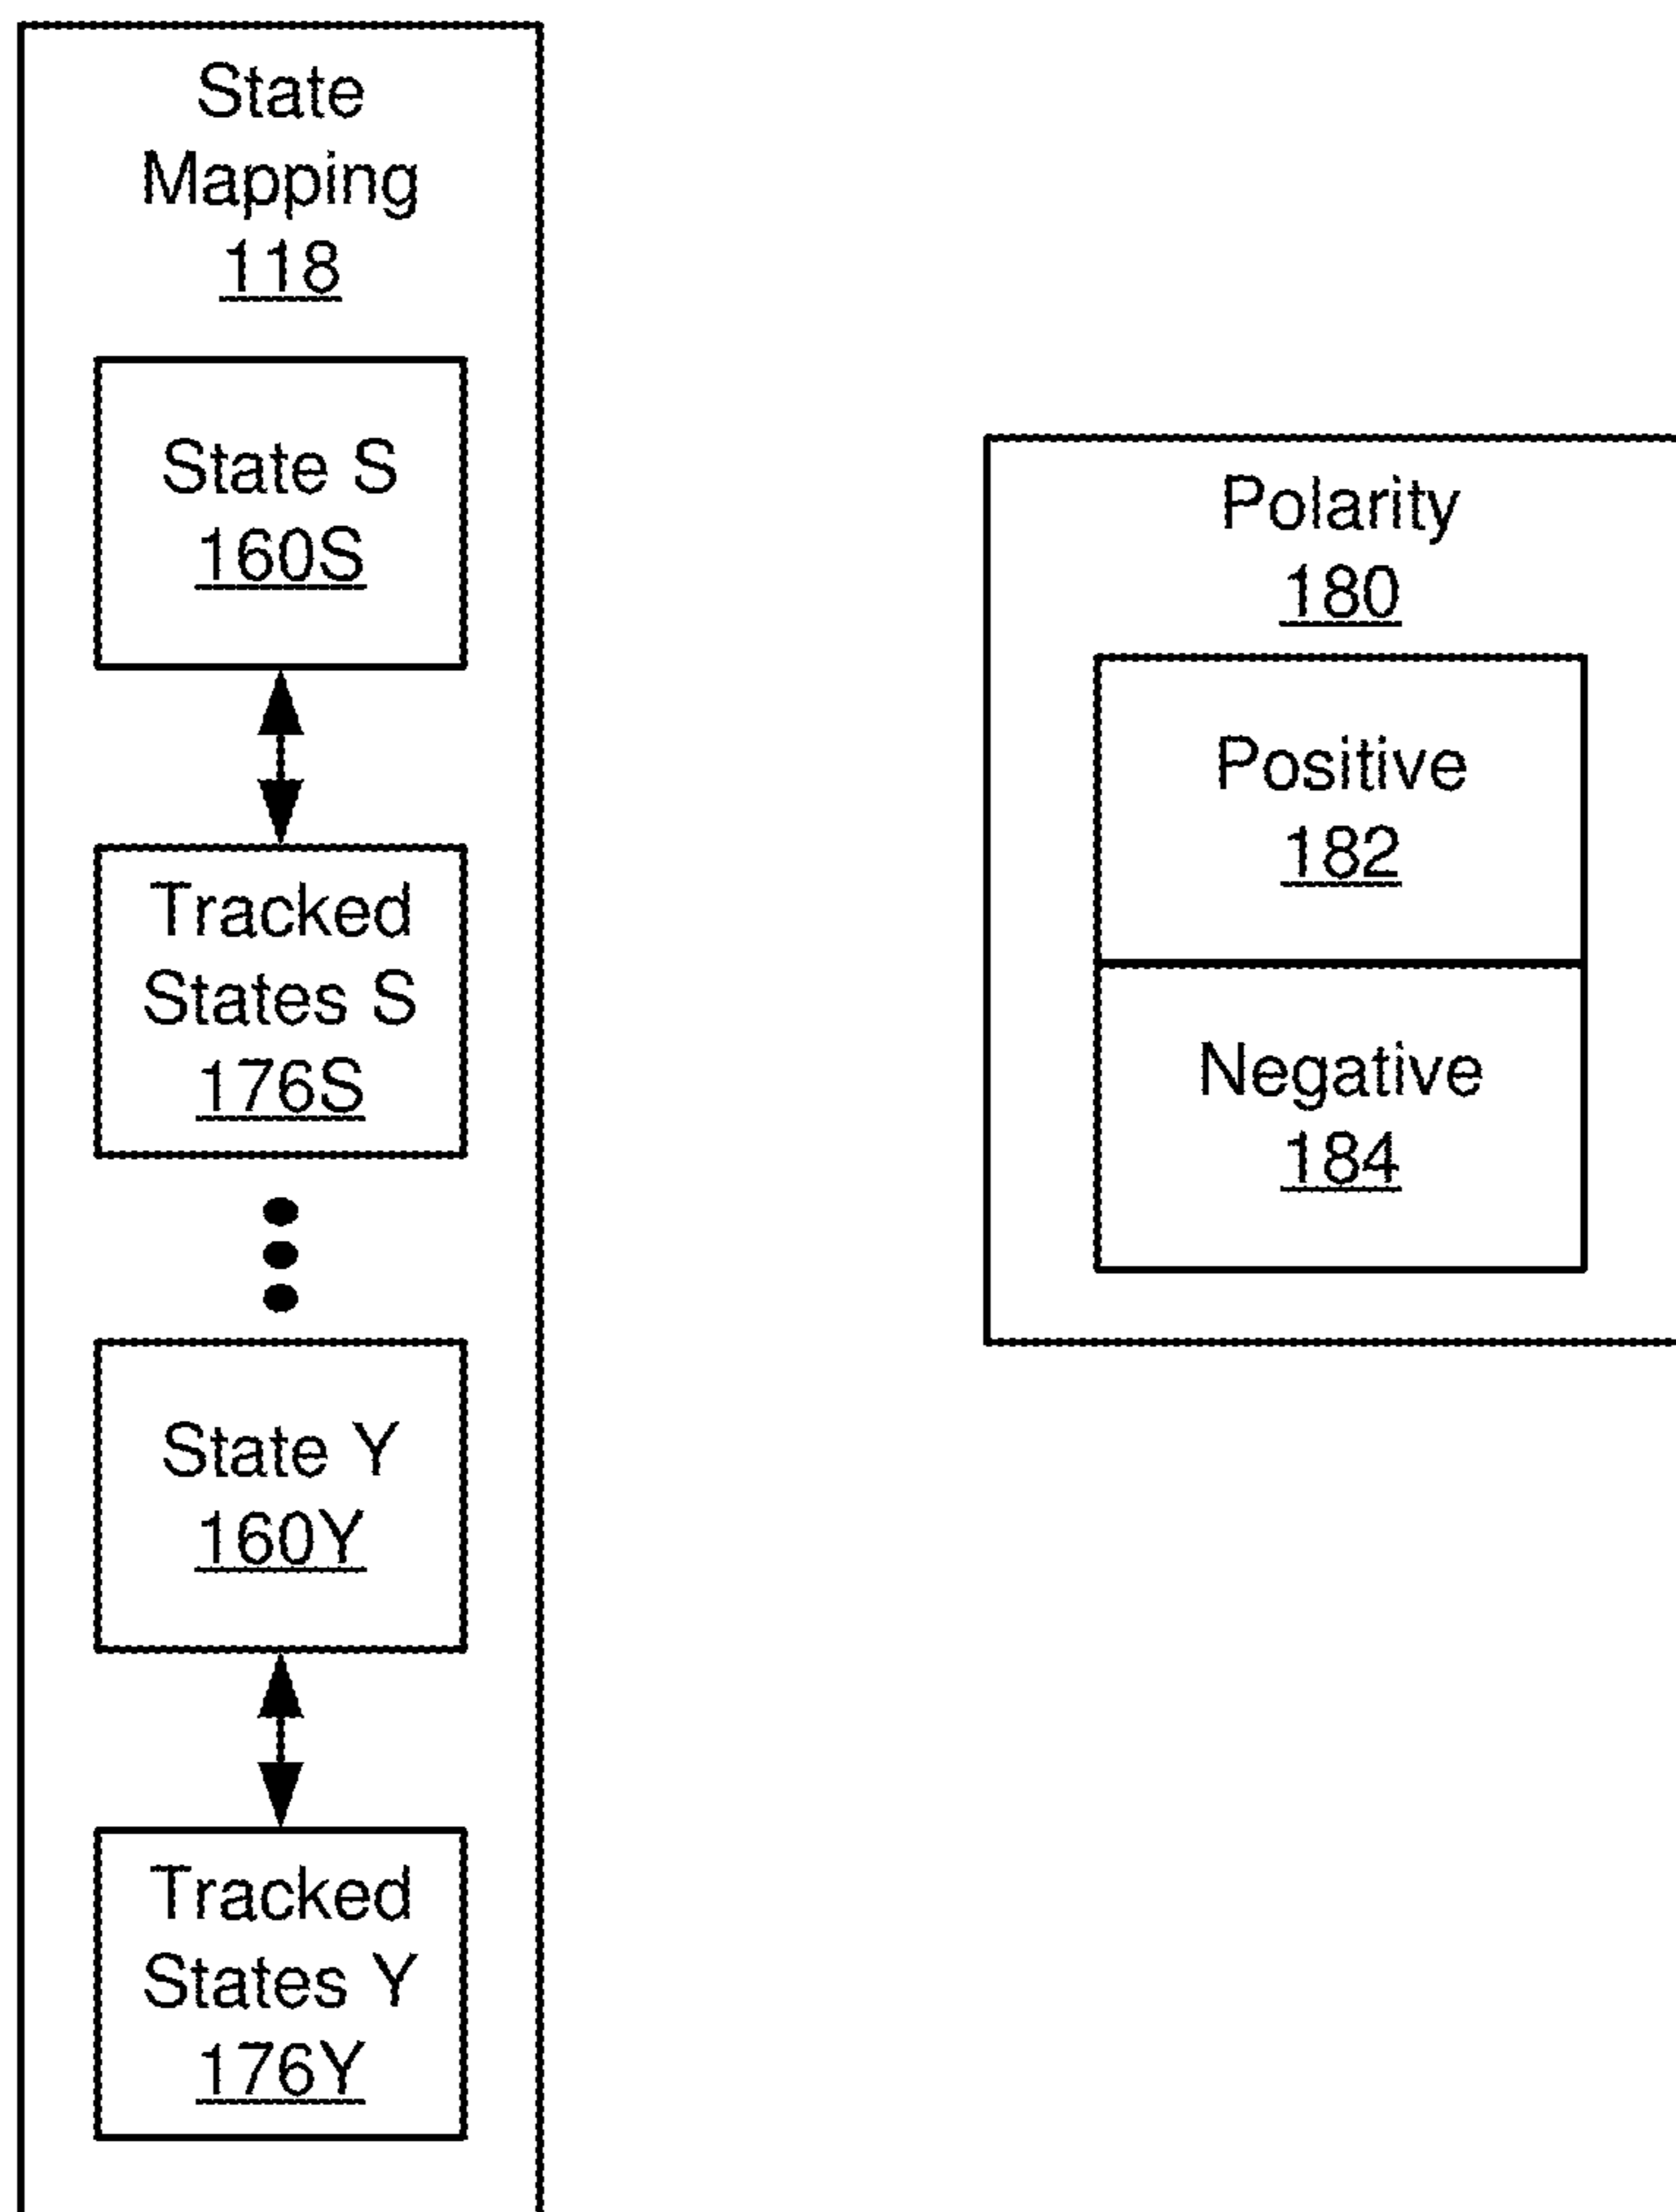 State
Mapping
118
State S
160S
Tracked
States S
176S
State Y
160Y
Tracked
States Y
176Y
Polarity
180
Positive
182
Negative
184